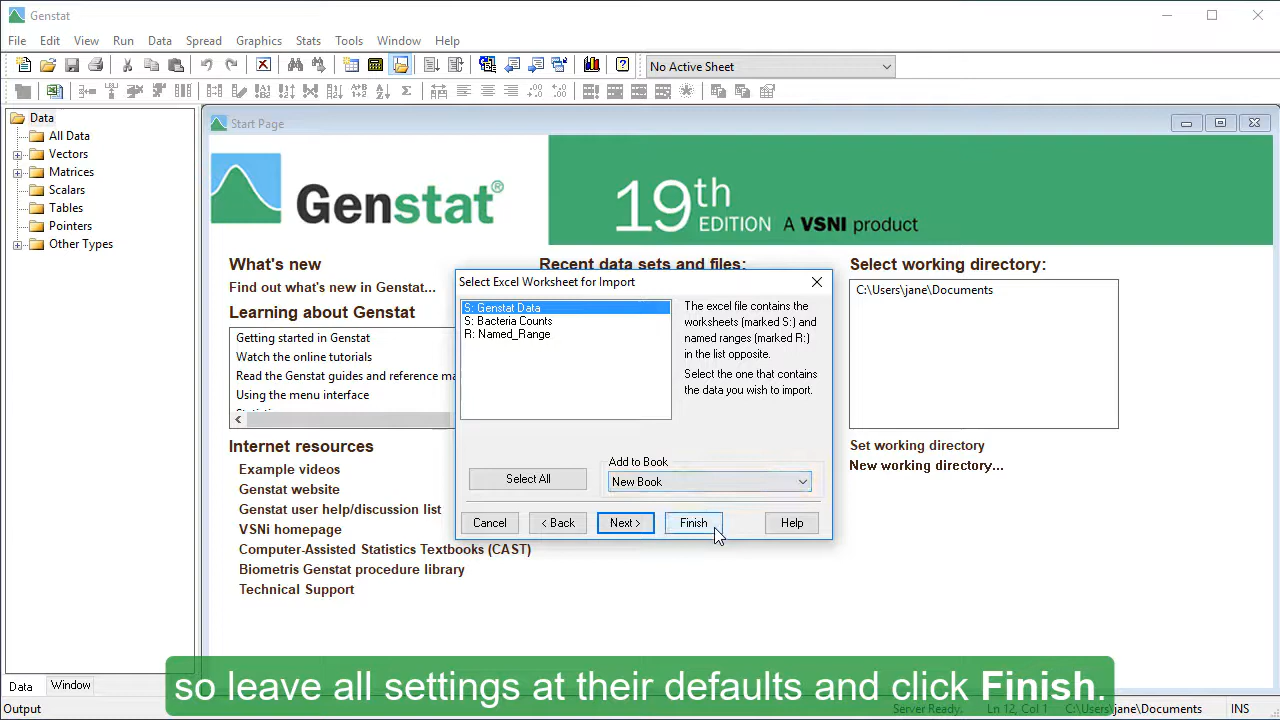 Genstat
File Edit View Run Data Spread Graphics Stats Tools Window Help
No Active Sheet
Data
All Data
Vectors
Matrices
Scalars
Tables
Pointers
Other Types
Data Window
Start Page
Genstat®
19th EDITION A VSNI product
What's new
Find out what's new in Genstat...
Learning about Genstat
Getting started in Genstat
Watch the online tutorials
Read the Genstat guides and reference ma
Using the menu interface
Internet resources
Example videos
Genstat website
Genstat user help/discussion list
VSNi homepage
Computer-Assisted Statistics Textbooks (CAST)
Biometris Genstat procedure library
Technical Support
Recent data sets and files:
Select working directory:
C:\Users\jane\Documents
Set working directory
New working directory...
Select Excel Worksheet for Import
S: Genstat Data
S: Bacteria Counts
R: Named_Range
The excel file contains the
worksheets (marked S:) and
named ranges (marked R:)
in the list opposite.
Select the one that contains
the data you wish to import.
Add to Book
Select All
New Book
Cancel < Back Next > Finish Help
so leave all settings at their defaults and click Finish.
Output Server Ready. Ln 12, Col 1 C:\Users\jane\Documents INS